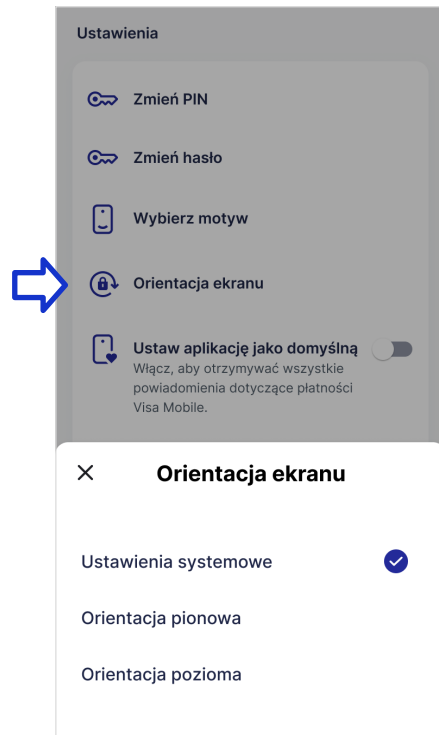 Ustawienia
Zmień PIN
Zmień hasło
Wybierz motyw
Orientacja ekranu
Ustaw aplikację jako domyślną
Włącz, aby otrzymywać wszystkie
powiadomienia dotyczące płatności
Visa Mobile.
Orientacja ekranu
Ustawienia systemowe
Orientacja pionowa
Orientacja pozioma